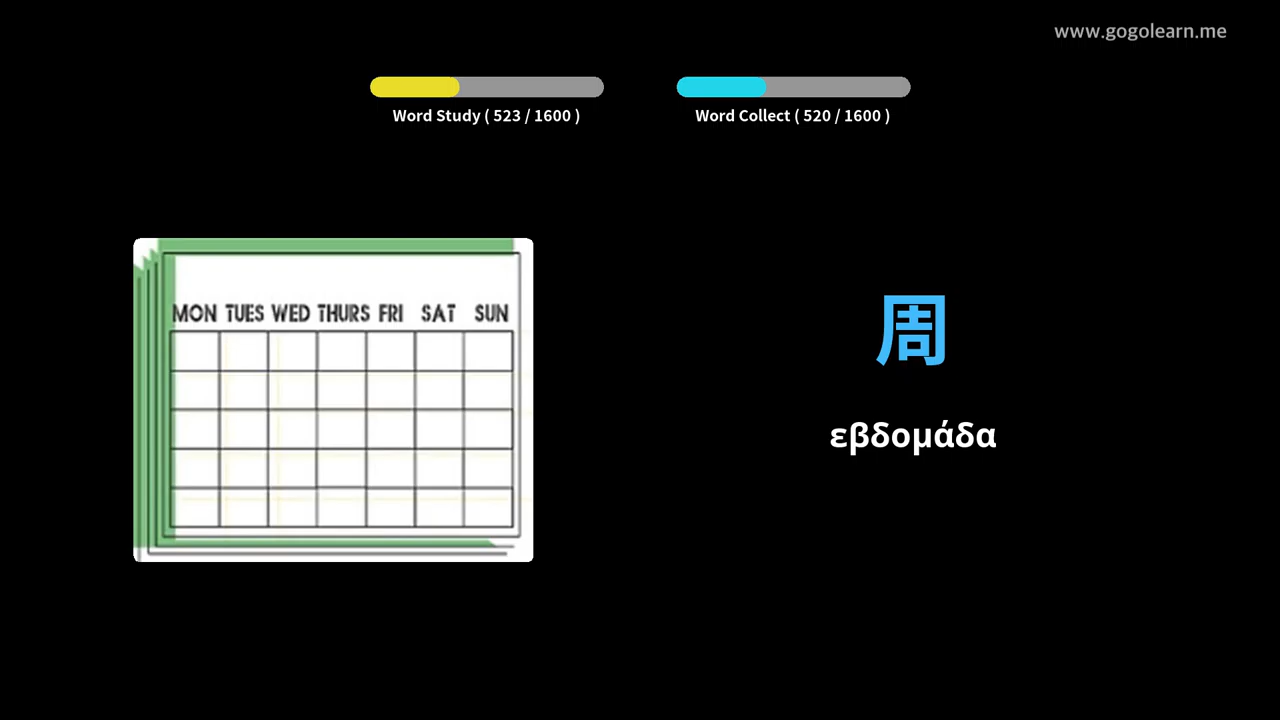 www.gogolearn.me
Word Study ( 523 / 1600 )
Word Collect ( 520 / 1600 )
MON TUES WED THURS FRI SAT SUN
周
εβδομάδα